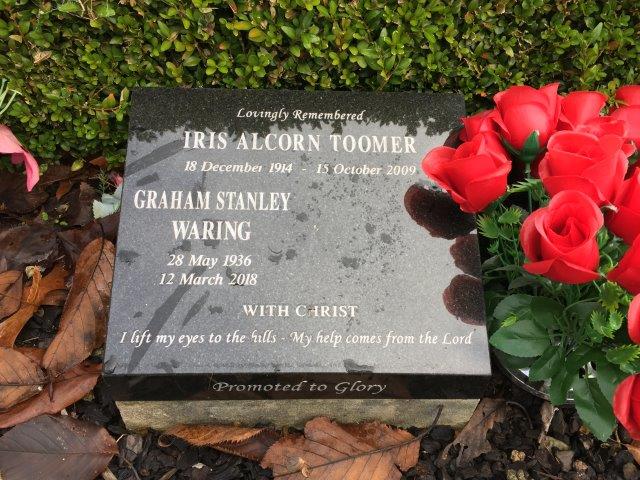 Lovingly Remembered
IRIS ALCORN TOOMER
18 December 1914 - 15 October 2009
GRAHAM STANLEY
WARING
28 May 1936
12 March 2018
WITH CHRIST
I lift my eyes to the hills - My help comes from the Lord
Promoted to Glory